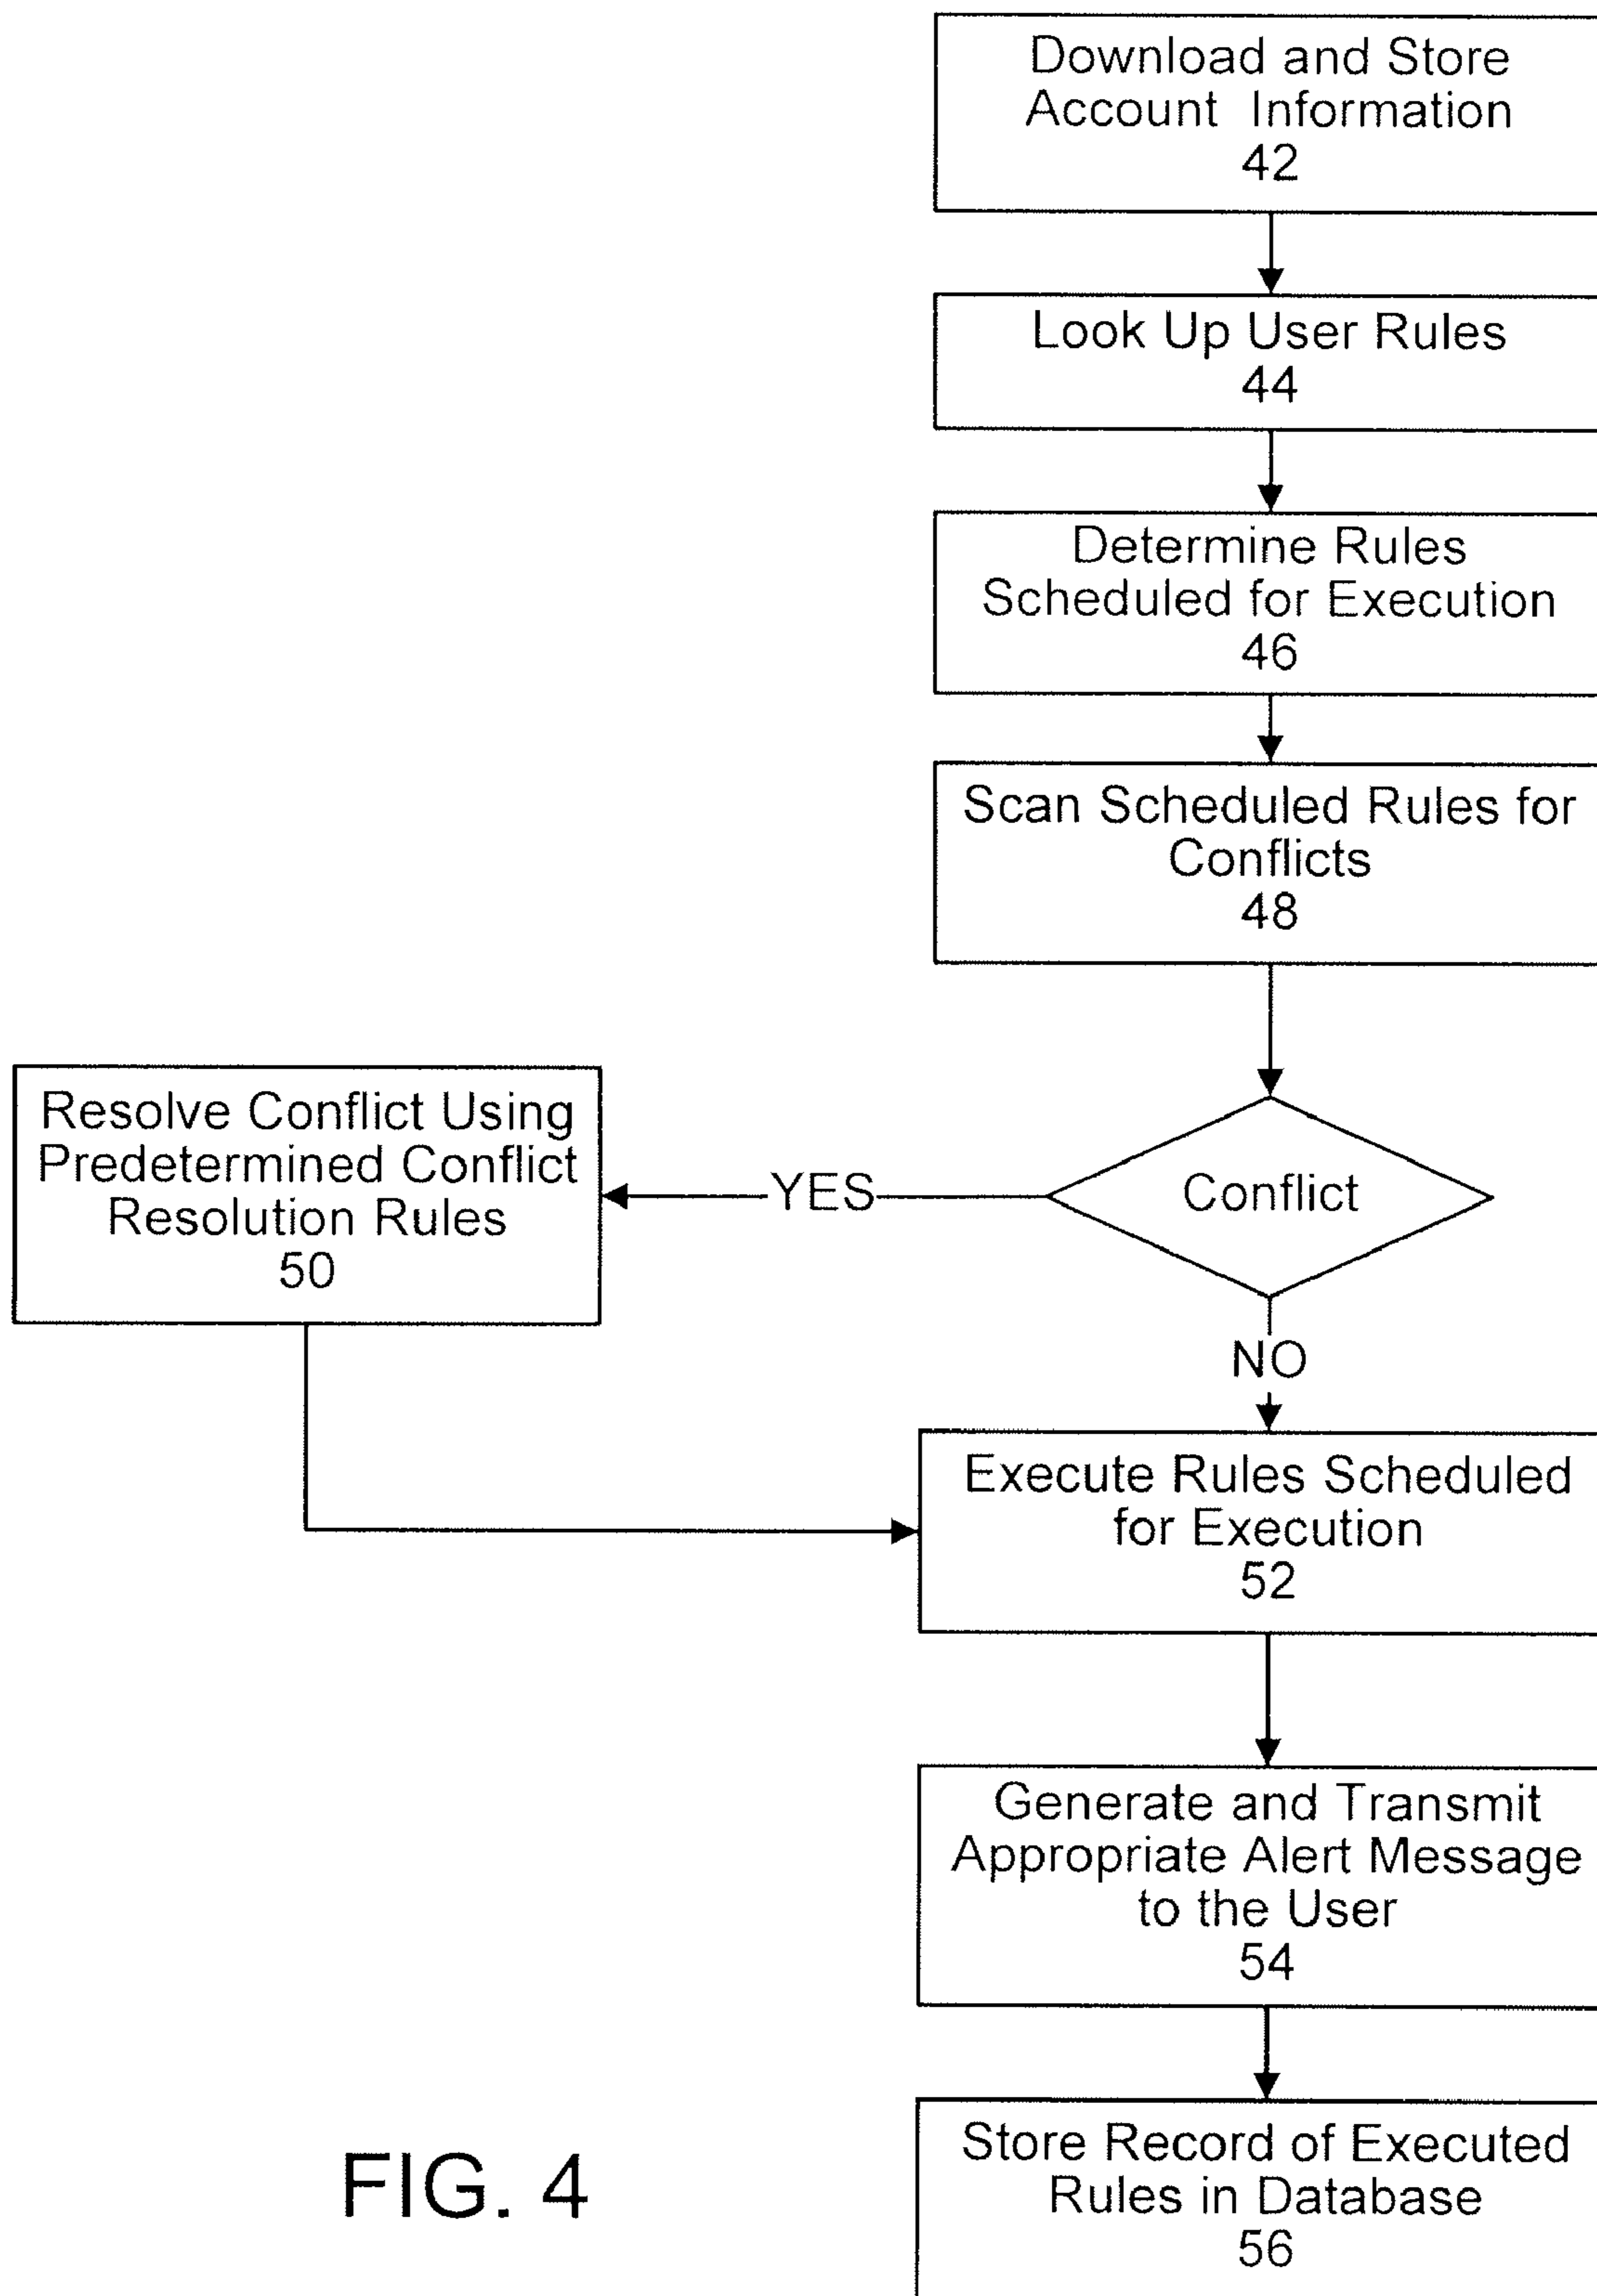 Download and Store
Account Information
42
Look Up User Rules
44
Determine Rules
Scheduled for Execution
46
Scan Scheduled Rules for
Conflicts
48
Resolve Conflict Using
Predetermined Conflict
Resolution Rules
50
YES
Conflict
NO
Execute Rules Scheduled
for Execution
52
Generate and Transmit
Appropriate Alert Message
to the User
54
Store Record of Executed
Rules in Database
56
FIG. 4